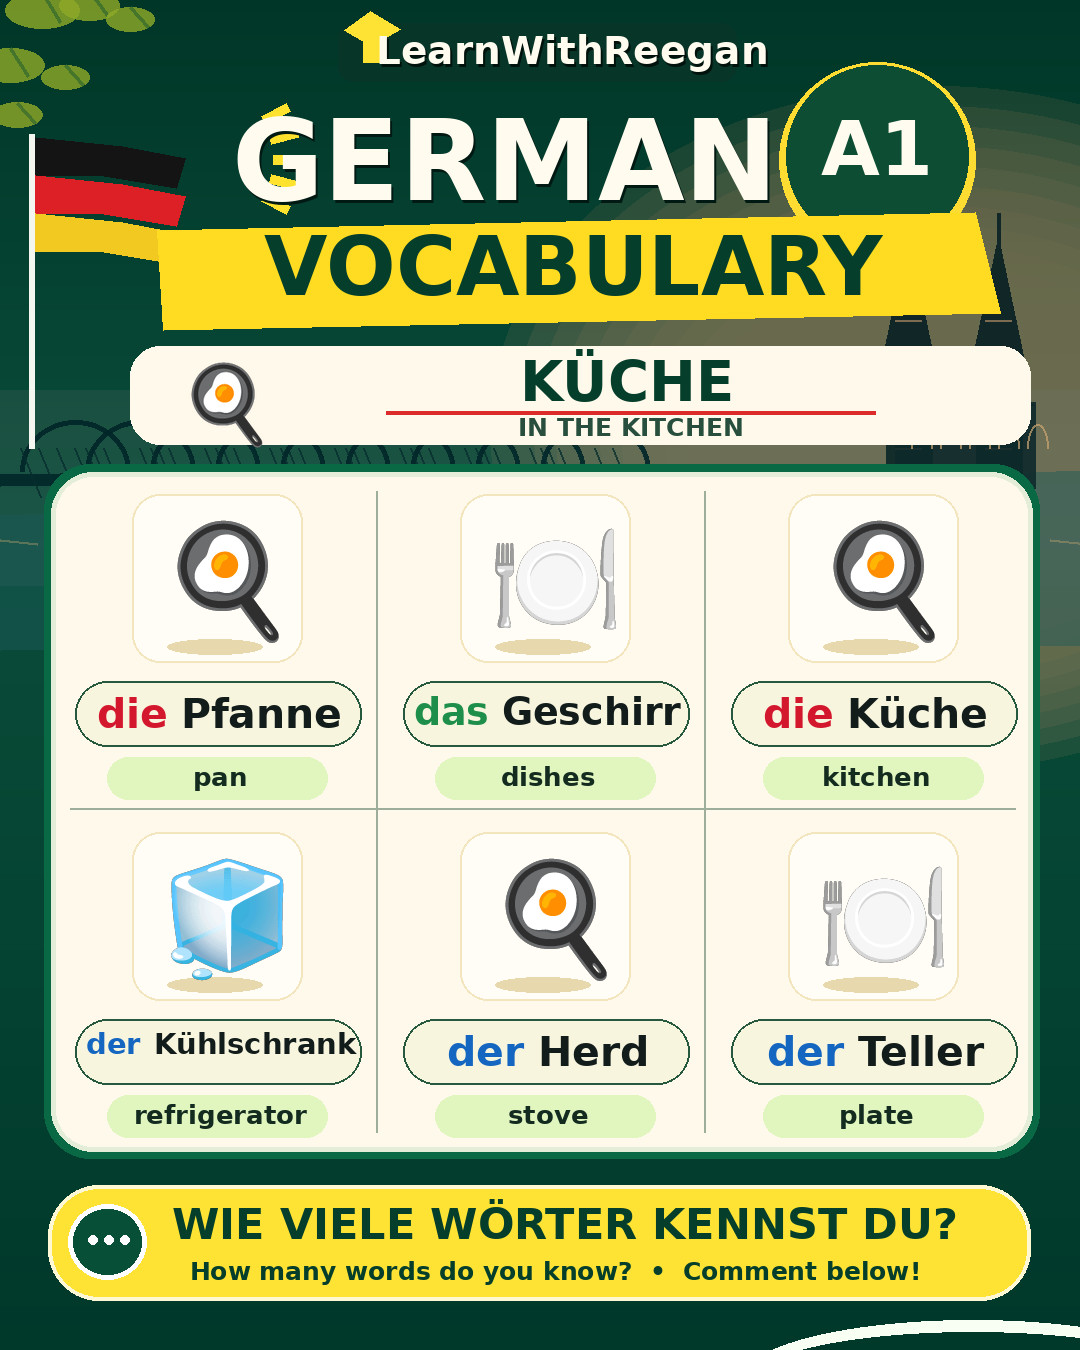 LearnWithReegan
GERMAN
A1
VOCABULARY
KÜCHE
IN THE KITCHEN
die Pfanne
das Geschirr
die Küche
pan
dishes
kitchen
der Kühlschrank
der Herd
der Teller
refrigerator
stove
plate
WIE VIELE WÖRTER KENNST DU?
How many words do you know? • Comment below!